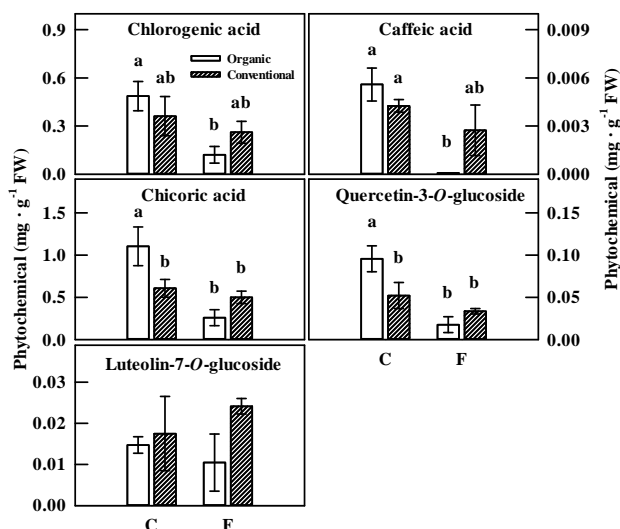 Chlorogenic acid
Caffeic acid
0.9
0.6
0.3
0.0
Organic
Conventional
a
ab
b
ab
a
a
b
ab
0.009
0.006
0.003
0.000
Chicoric acid
Quercetin-3-O-glucoside
1.5
1.0
0.5
0.0
a
b
b
b
a
b
b
b
0.15
0.10
0.05
0.00
C
F
Luteolin-7-O-glucoside
0.03
0.02
0.01
0.00
C
F
Phytochemical (mg · g⁻¹ FW)
Phytochemical (mg · g⁻¹ FW)